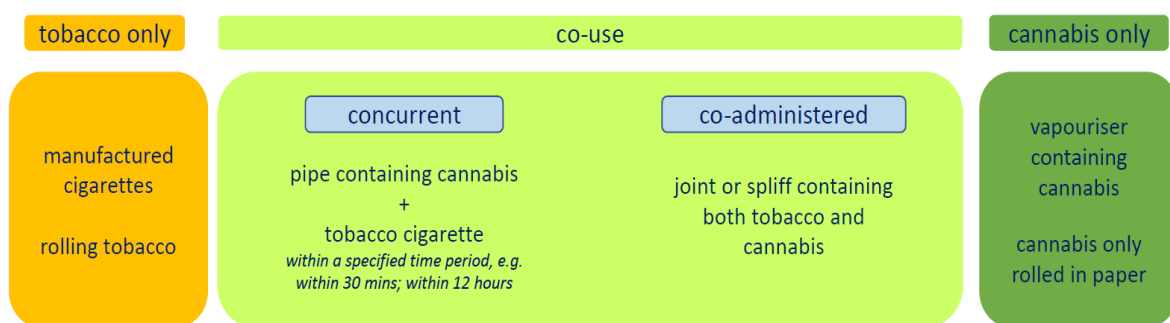 tobacco only
co-use
cannabis only
manufactured
cigarettes
rolling tobacco
concurrent
pipe containing cannabis
+
tobacco cigarette
within a specified time period, e.g.
within 30 mins; within 12 hours
co-administered
joint or spliff containing
both tobacco and
cannabis
vapouriser
containing
cannabis
cannabis only
rolled in paper